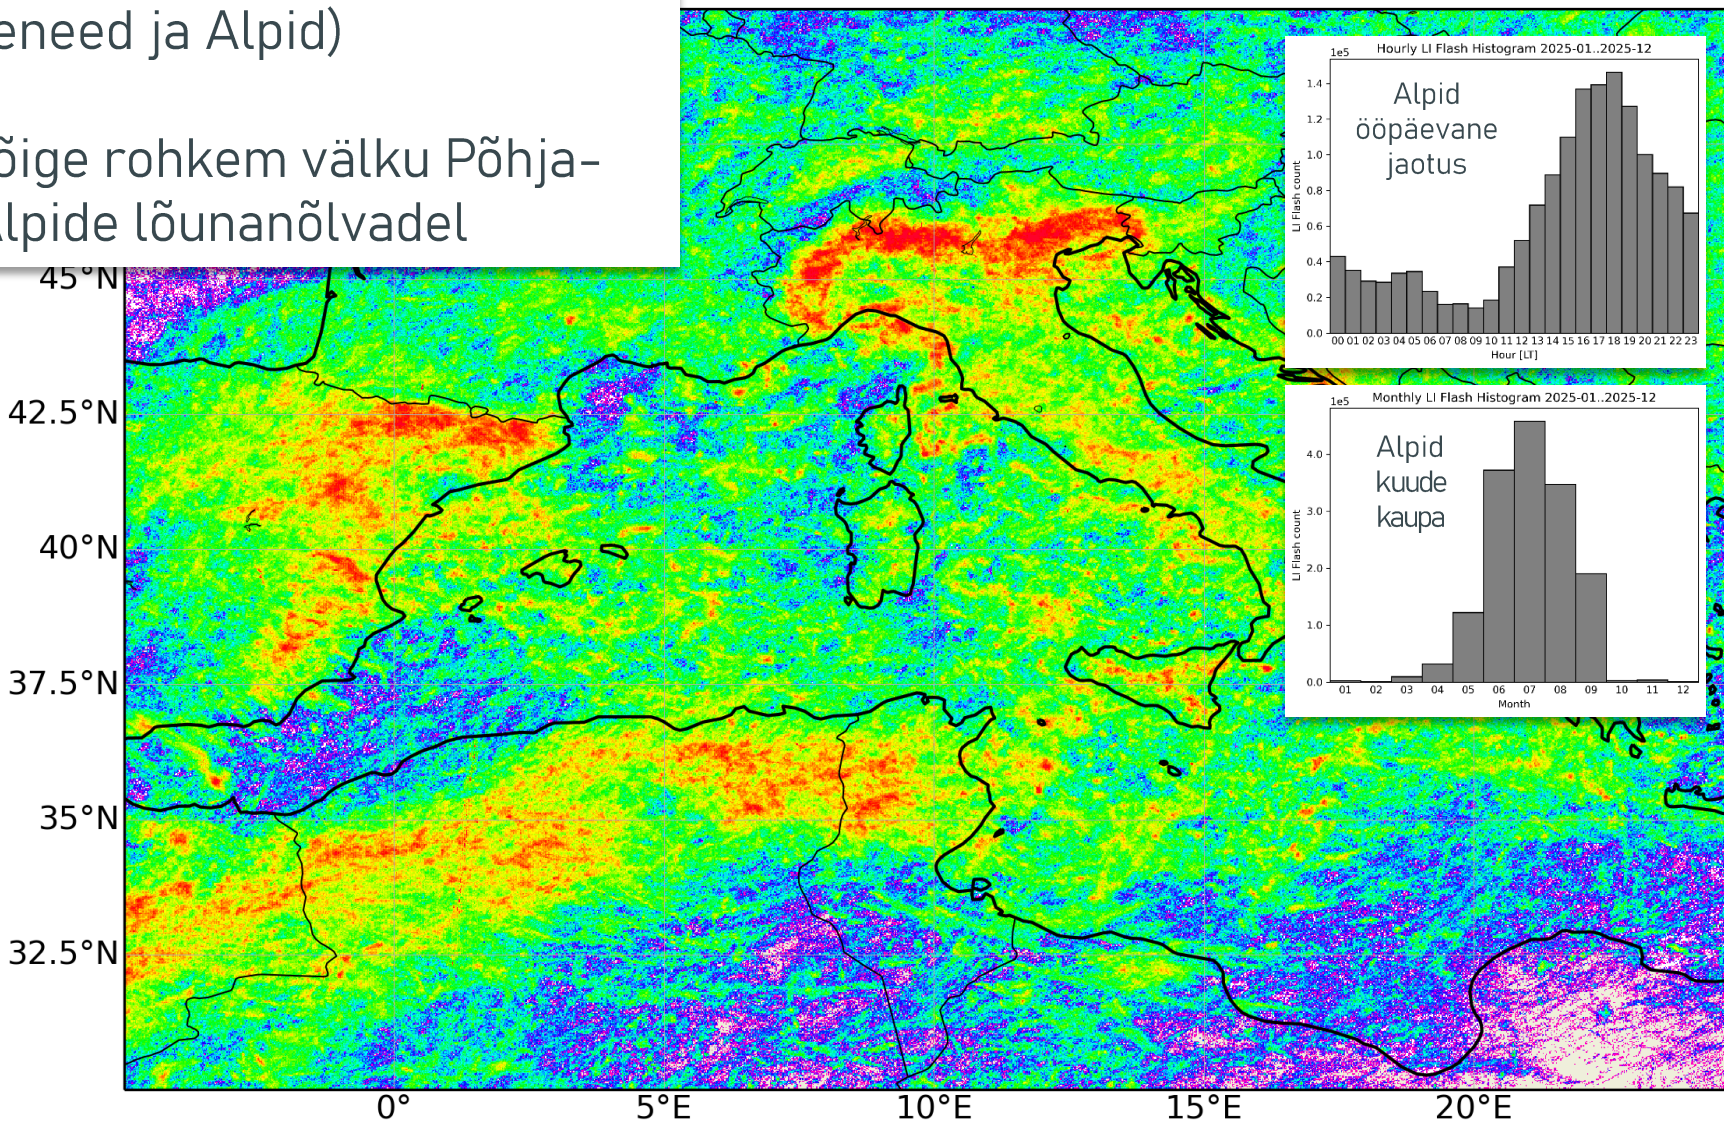 eneed ja Alpid)
õige rohkem välku Põhja-
lpide lõunanõlvadel
45°N
42.5°N
40°N
37.5°N
35°N
32.5°N
0°
5°E
10°E
15°E
20°E
Hourly LI Flash Histogram 2025-01..2025-12
1e5
Alpid
ööpäevane
jaotus
LI Flash count
1.4
1.2
1.0
0.8
0.6
0.4
0.2
0.0
00 01 02 03 04 05 06 07 08 09 10 11 12 13 14 15 16 17 18 19 20 21 22 23
Hour [LT]
Monthly LI Flash Histogram 2025-01..2025-12
1e5
Alpid
kuude
kaupa
LI Flash count
4.0
3.0
2.0
1.0
0.0
01 02 03 04 05 06 07 08 09 10 11 12
Month